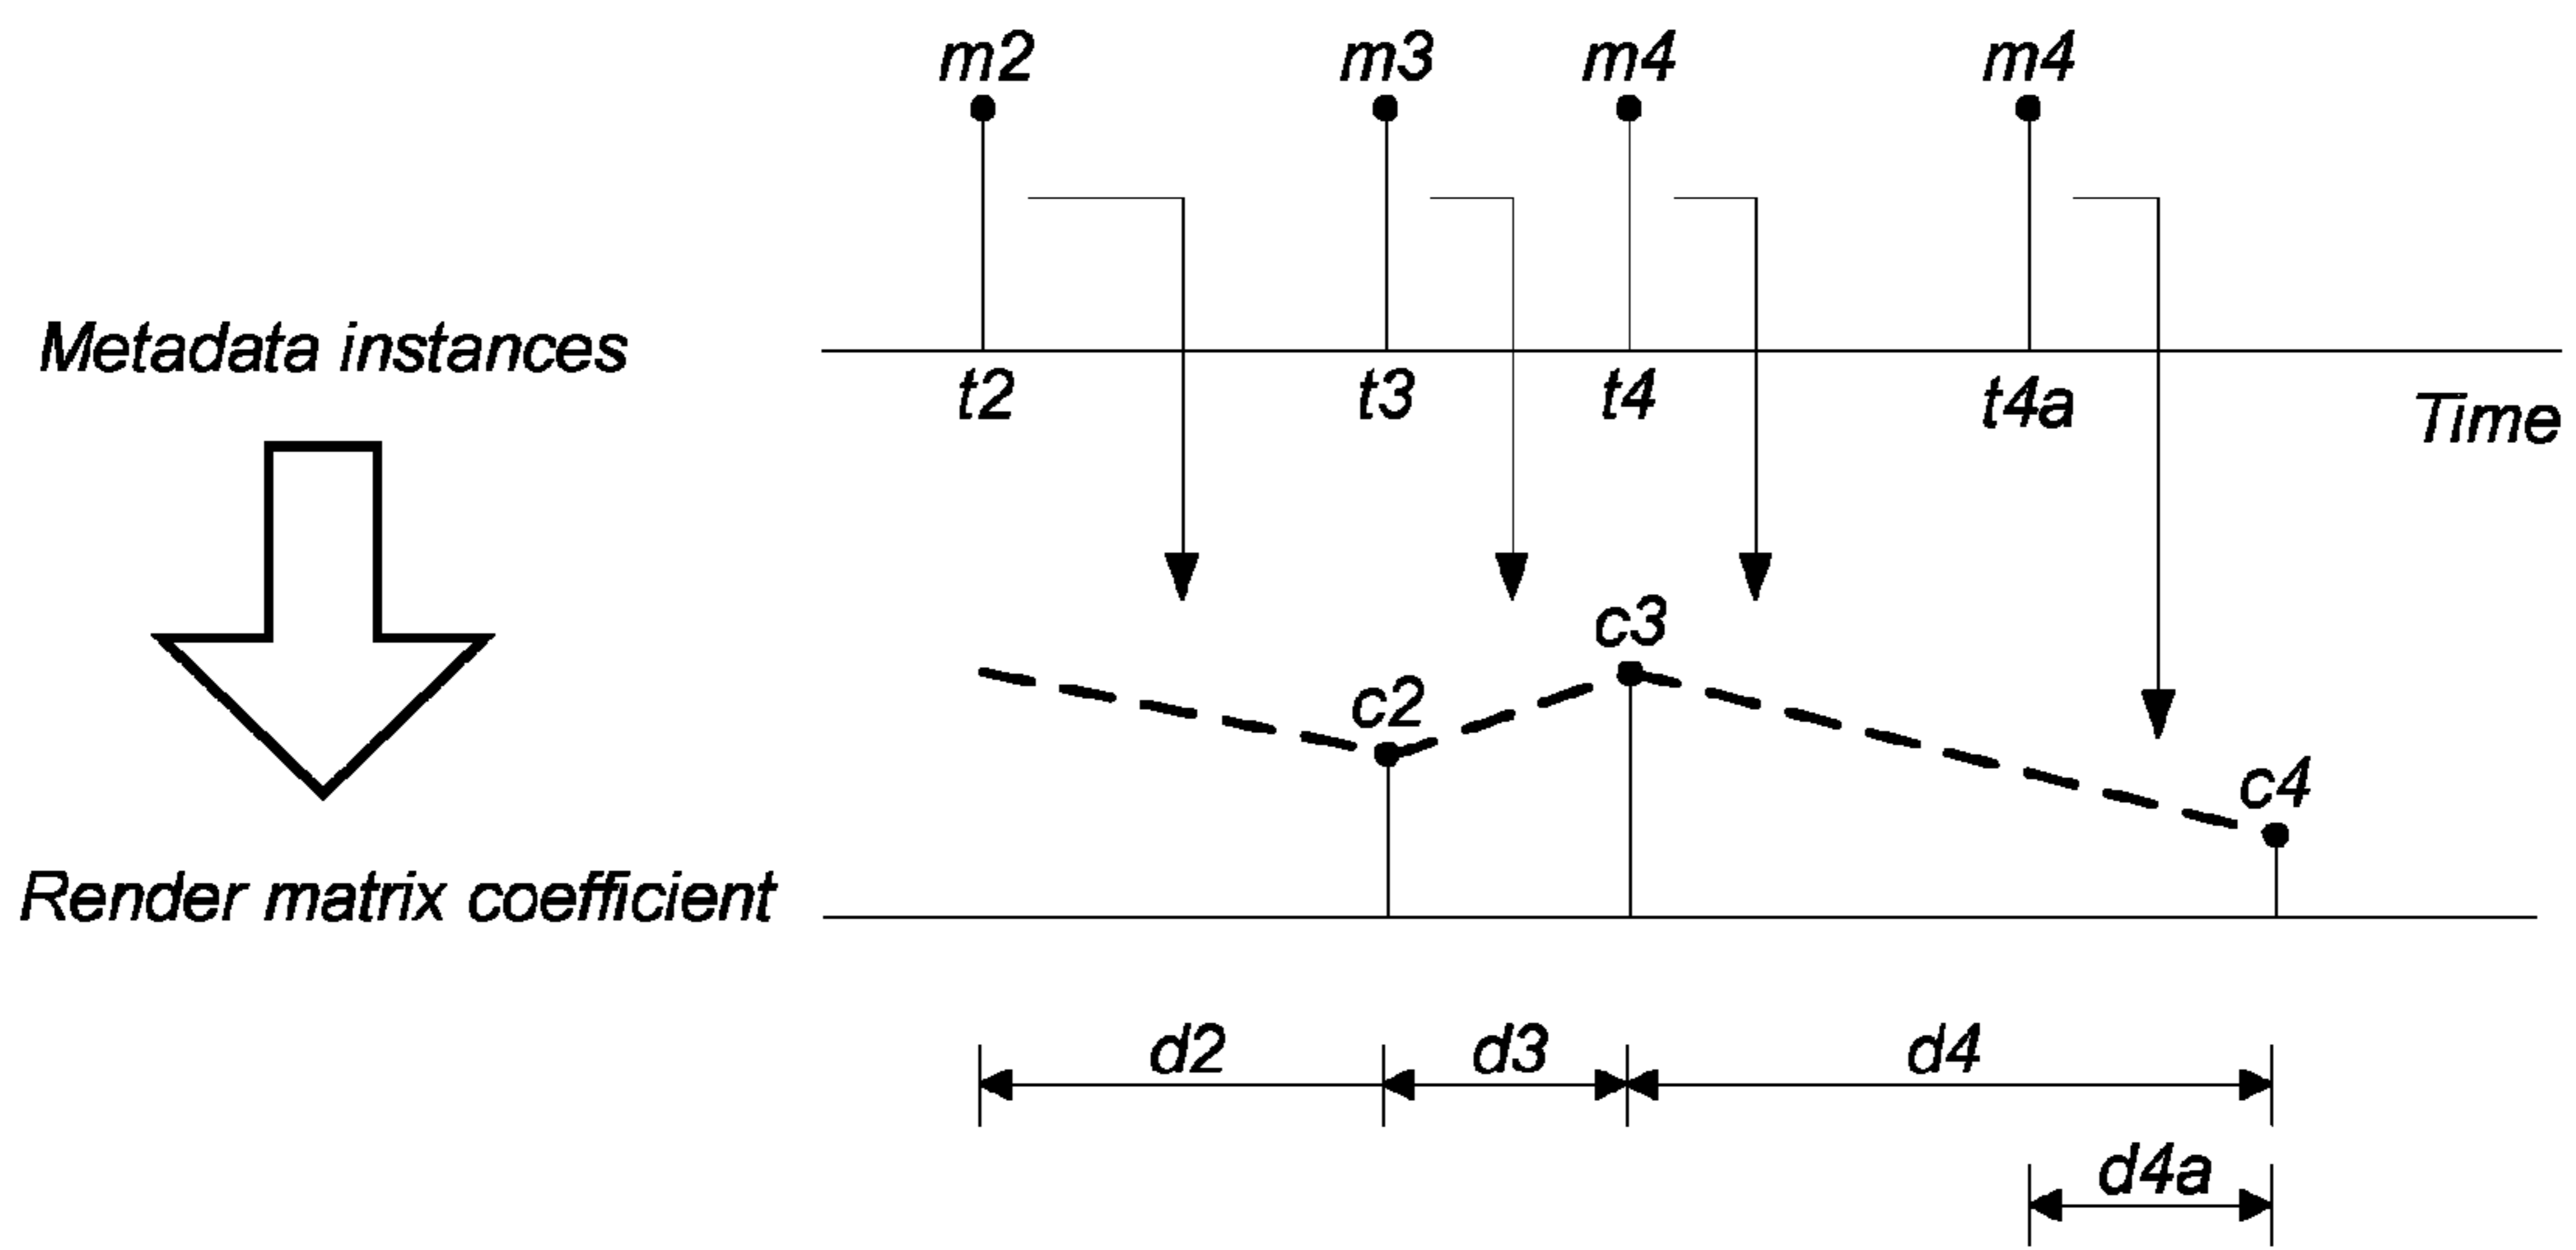 m2 m3 m4 m4
Metadata instances
t2 t3 t4 t4a Time
c3
c2
c4
Render matrix coefficient
d2 d3 d4
d4a